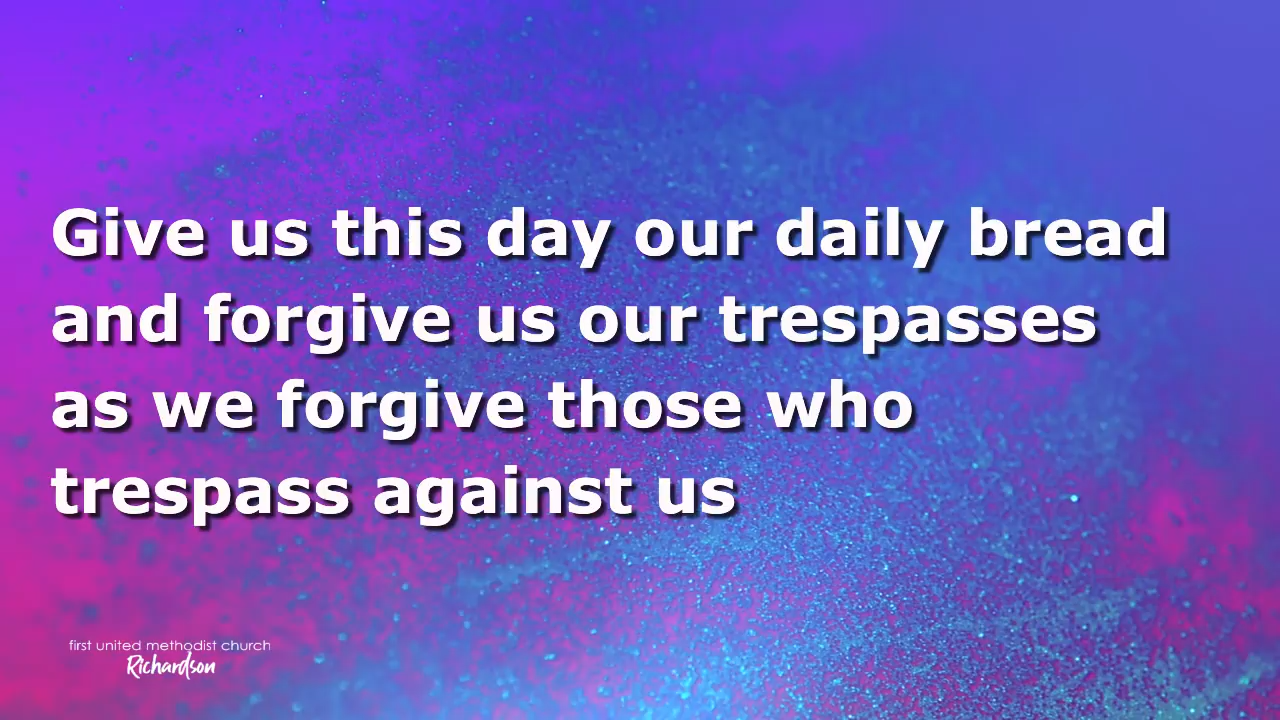 Give us this day our daily bread
and forgive us our trespasses
as we forgive those who
trespass against us
first united methodist church
Richardson